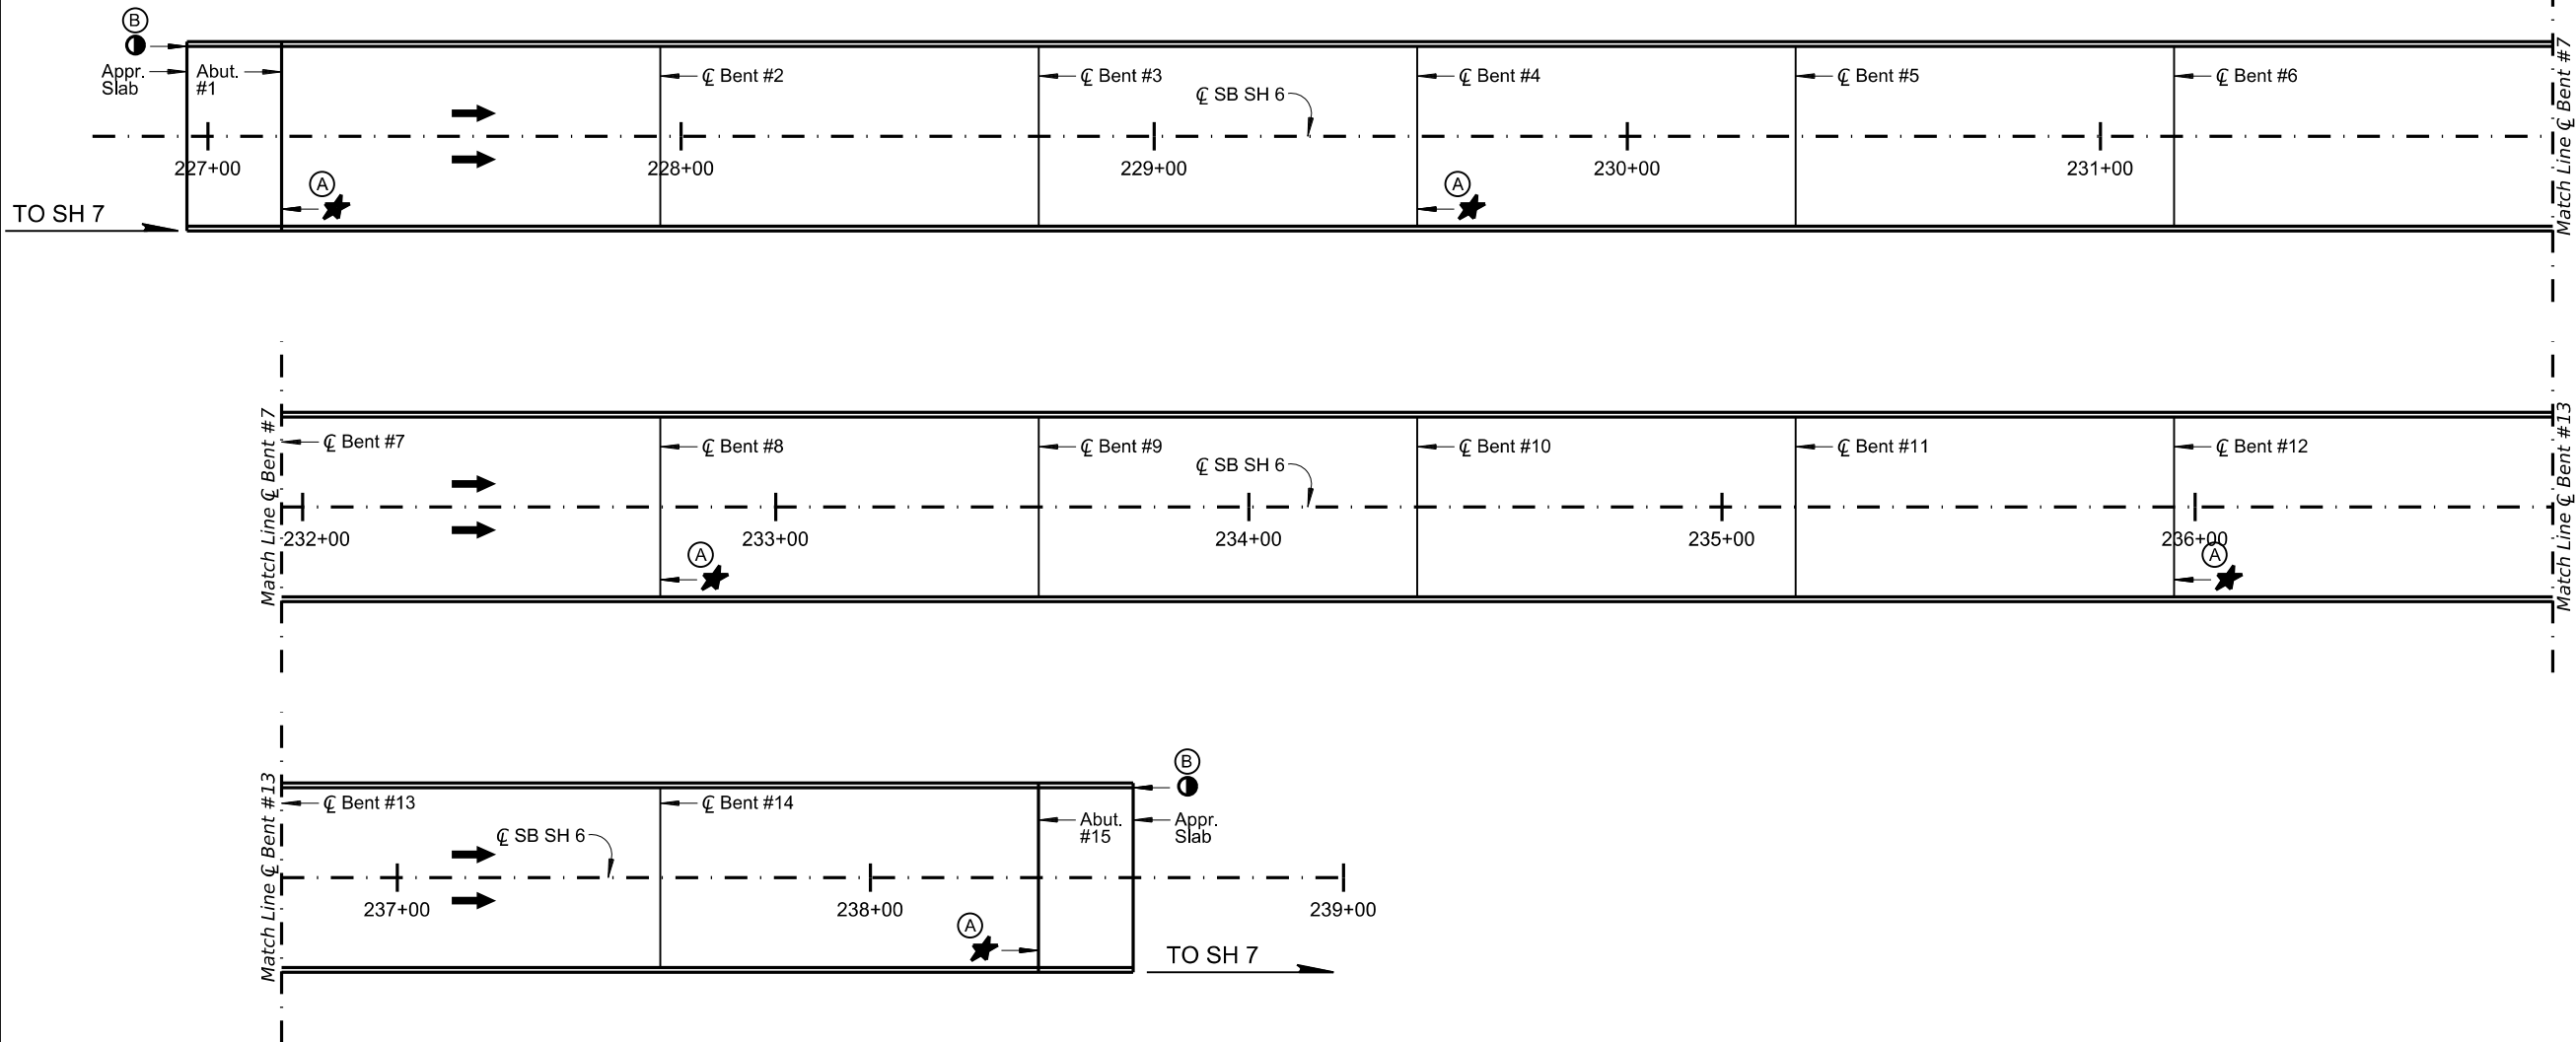 B
Appr.
Slab
Abut.
#1
℄ Bent #2
℄ Bent #3
℄ SB SH 6
℄ Bent #4
℄ Bent #5
℄ Bent #6
Match Line ℄ Bent #7
227+00
228+00
229+00
230+00
231+00
A
A
TO SH 7
Match Line ℄ Bent #7
℄ Bent #7
℄ Bent #8
℄ Bent #9
℄ SB SH 6
℄ Bent #10
℄ Bent #11
℄ Bent #12
Match Line ℄ Bent #13
232+00
233+00
234+00
235+00
236+00
A
A
Match Line ℄ Bent #13
℄ Bent #13
℄ SB SH 6
℄ Bent #14
Abut.
#15
B
Appr.
Slab
237+00
238+00
239+00
A
TO SH 7